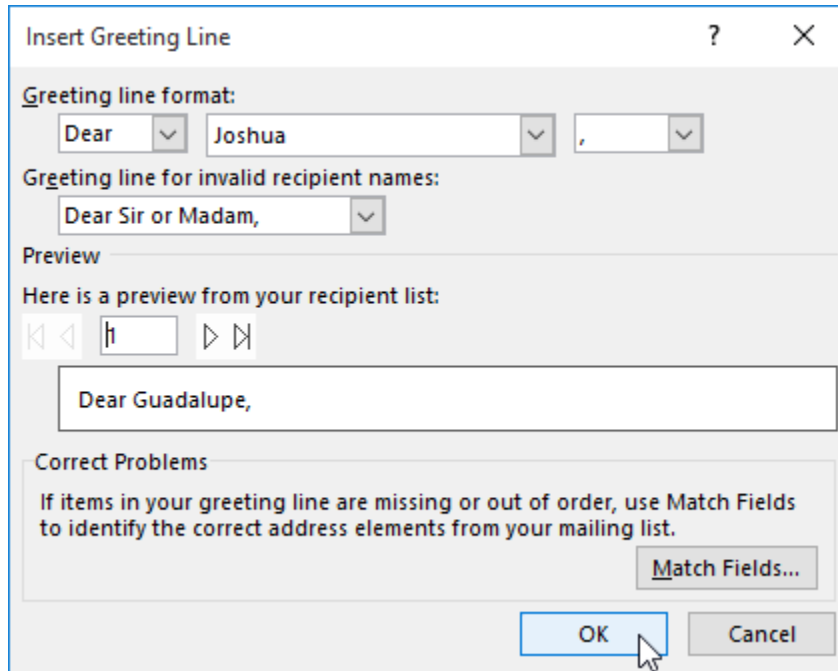 Insert Greeting Line ?
Greeting line format:
Dear Joshua ,
Greeting line for invalid recipient names:
Dear Sir or Madam,
Preview
Here is a preview from your recipient list:
1
Dear Guadalupe,
Correct Problems
If items in your greeting line are missing or out of order, use Match Fields
to identify the correct address elements from your mailing list.
Match Fields...
OK Cancel